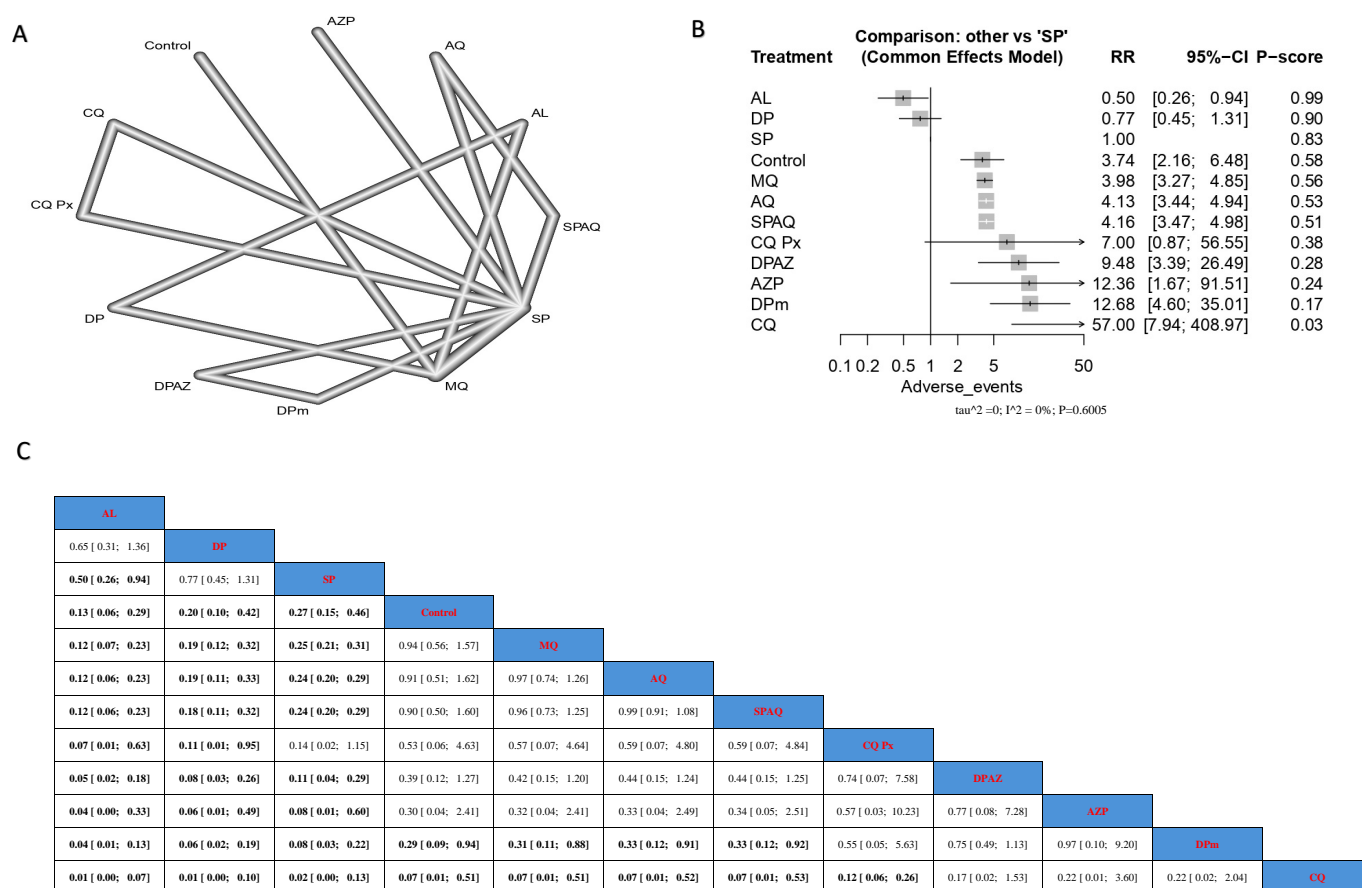 A
AZP
Control
AQ
CQ
AL
CQ Px
SPAQ
DP
SP
DPAZ
MQ
DPm
B
Comparison: other vs 'SP'
Treatment (Common Effects Model) RR 95%−CI P−score
AL 0.50 [0.26; 0.94] 0.99
DP 0.77 [0.45; 1.31] 0.90
SP 1.00 0.83
Control 3.74 [2.16; 6.48] 0.58
MQ 3.98 [3.27; 4.85] 0.56
AQ 4.13 [3.44; 4.94] 0.53
SPAQ 4.16 [3.47; 4.98] 0.51
CQ Px 7.00 [0.87; 56.55] 0.38
DPAZ 9.48 [3.39; 26.49] 0.28
AZP 12.36 [1.67; 91.51] 0.24
DPm 12.68 [4.60; 35.01] 0.17
CQ 57.00 [7.94; 408.97] 0.03
0.1 0.2 0.5 1 2 5 50
Adverse_events
tau^2 =0; I^2 = 0%; P=0.6005
C
AL
0.65 [ 0.31; 1.36] DP
0.50 [ 0.26; 0.94] 0.77 [ 0.45; 1.31] SP
0.13 [ 0.06; 0.29] 0.20 [ 0.10; 0.42] 0.27 [ 0.15; 0.46] Control
0.12 [ 0.07; 0.23] 0.19 [ 0.12; 0.32] 0.25 [ 0.21; 0.31] 0.94 [ 0.56; 1.57] MQ
0.12 [ 0.06; 0.23] 0.19 [ 0.11; 0.33] 0.24 [ 0.20; 0.29] 0.91 [ 0.51; 1.62] 0.97 [ 0.74; 1.26] AQ
0.12 [ 0.06; 0.23] 0.18 [ 0.11; 0.32] 0.24 [ 0.20; 0.29] 0.90 [ 0.50; 1.60] 0.96 [ 0.73; 1.25] 0.99 [ 0.91; 1.08] SPAQ
0.07 [ 0.01; 0.63] 0.11 [ 0.01; 0.95] 0.14 [ 0.02; 1.15] 0.53 [ 0.06; 4.63] 0.57 [ 0.07; 4.64] 0.59 [ 0.07; 4.80] 0.59 [ 0.07; 4.84] CQ Px
0.05 [ 0.02; 0.18] 0.08 [ 0.03; 0.26] 0.11 [ 0.04; 0.29] 0.39 [ 0.12; 1.27] 0.42 [ 0.15; 1.20] 0.44 [ 0.15; 1.24] 0.44 [ 0.15; 1.25] 0.74 [ 0.07; 7.58] DPAZ
0.04 [ 0.00; 0.33] 0.06 [ 0.01; 0.49] 0.08 [ 0.01; 0.60] 0.30 [ 0.04; 2.41] 0.32 [ 0.04; 2.41] 0.33 [ 0.04; 2.49] 0.34 [ 0.05; 2.51] 0.57 [ 0.03; 10.23] 0.77 [ 0.08; 7.28] AZP
0.04 [ 0.01; 0.13] 0.06 [ 0.02; 0.19] 0.08 [ 0.03; 0.22] 0.29 [ 0.09; 0.94] 0.31 [ 0.11; 0.88] 0.33 [ 0.12; 0.91] 0.33 [ 0.12; 0.92] 0.55 [ 0.05; 5.63] 0.75 [ 0.49; 1.13] 0.97 [ 0.10; 9.20] DPm
0.01 [ 0.00; 0.07] 0.01 [ 0.00; 0.10] 0.02 [ 0.00; 0.13] 0.07 [ 0.01; 0.51] 0.07 [ 0.01; 0.51] 0.07 [ 0.01; 0.52] 0.07 [ 0.01; 0.53] 0.12 [ 0.06; 0.26] 0.17 [ 0.02; 1.53] 0.22 [ 0.01; 3.60] 0.22 [ 0.02; 2.04] CQ